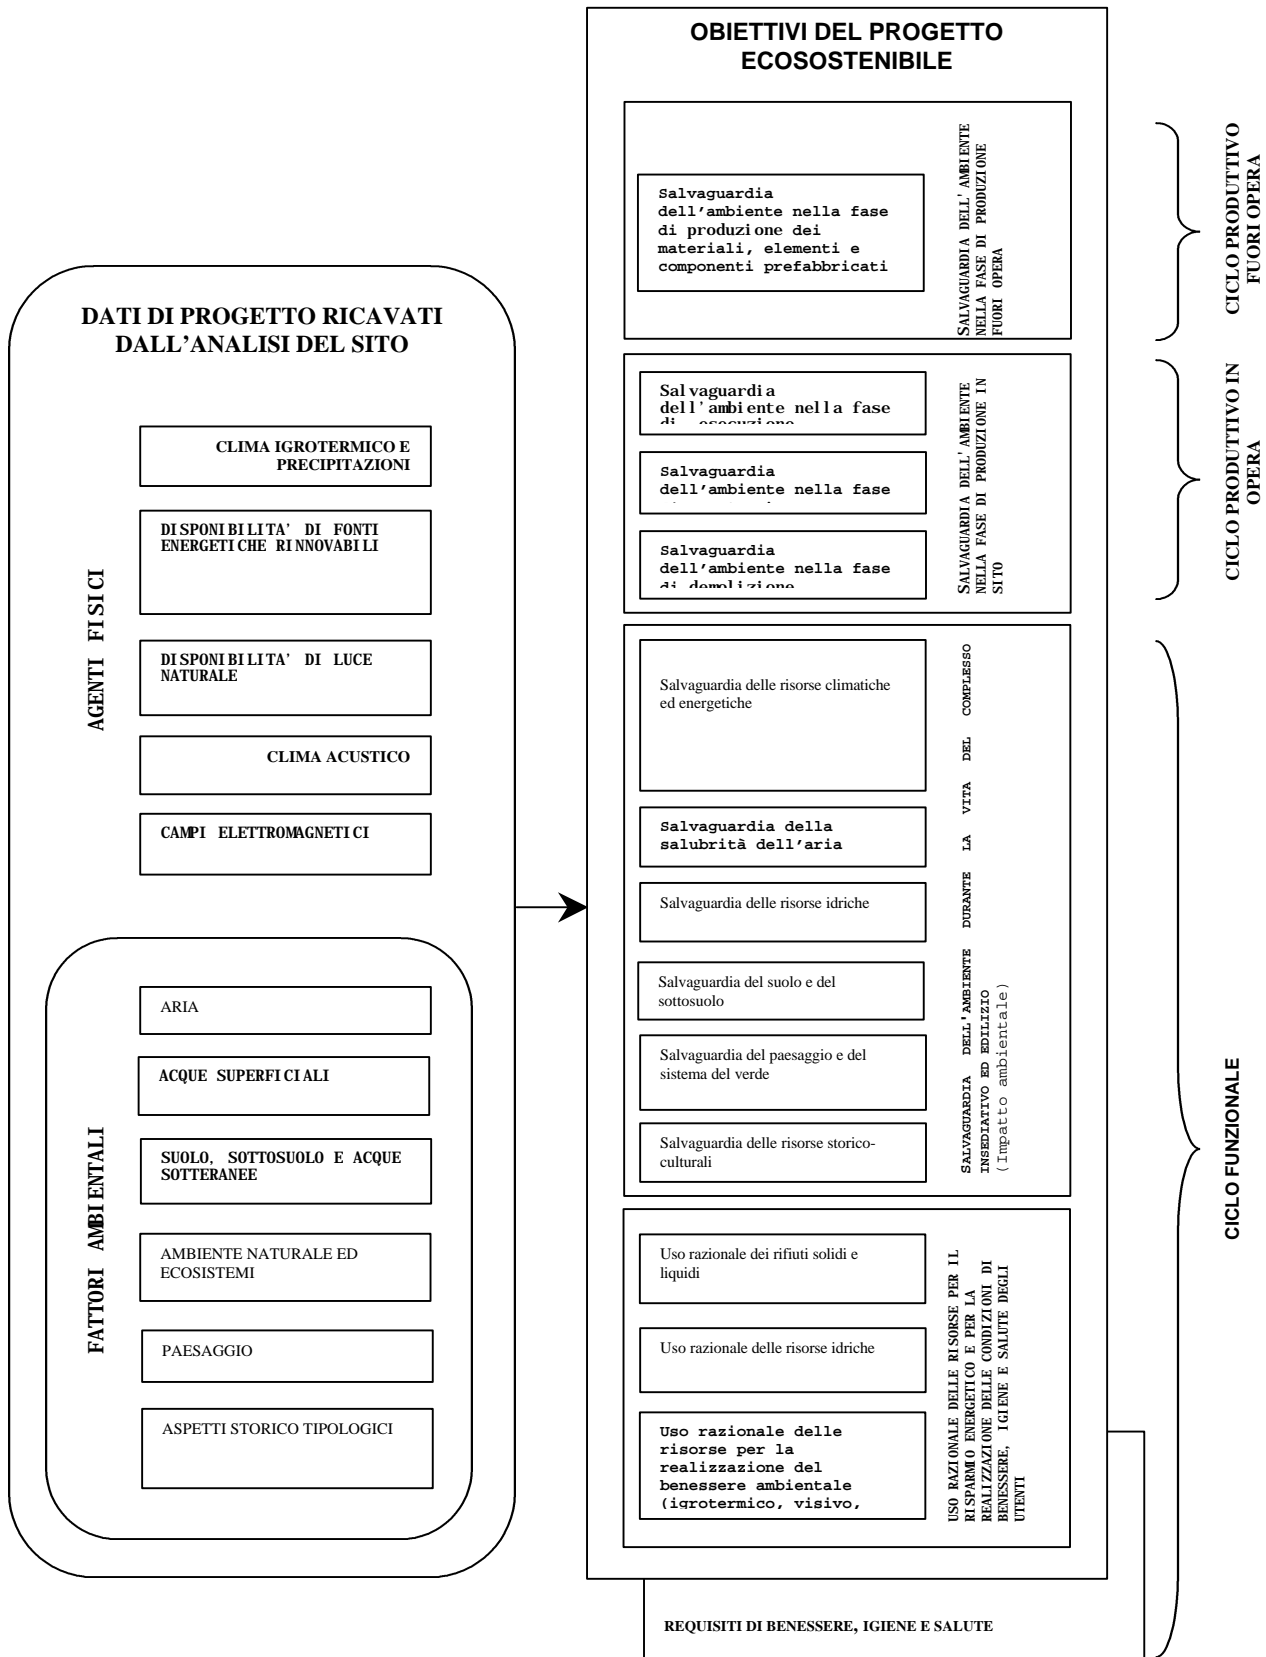 OBIETTIVI DEL PROGETTO
ECOSOSTENIBILE
Salvaguardia
dell'ambiente nella fase
di produzione dei
materiali, elementi e
componenti prefabbricati
SALVAGUARDIA DELL'AMBIENTE
NELLA FASE DI PRODUZIONE
FUORI OPERA
CICLO PRODUTTIVO
FUORI OPERA
DATI DI PROGETTO RICAVATI
DALL'ANALISI DEL SITO
AGENTI FISICI
CLIMA IGROTERMICO E
PRECIPITAZIONI
DISPONIBILITA' DI FONTI
ENERGETICHE RINNOVABILI
DISPONIBILITA' DI LUCE
NATURALE
CLIMA ACUSTICO
CAMPI ELETTROMAGNETICI
FATTORI AMBIENTALI
ARIA
ACQUE SUPERFICIALI
SUOLO, SOTTOSUOLO E ACQUE
SOTTERANEE
AMBIENTE NATURALE ED
ECOSISTEMI
PAESAGGIO
ASPETTI STORICO TIPOLOGICI
Salvaguardia
dell'ambiente nella fase
di esecuzione
Salvaguardia
dell'ambiente nella fase
Salvaguardia
dell'ambiente nella fase
di demolizione
SALVAGUARDIA DELL'AMBIENTE
NELLA FASE DI PRODUZIONE IN
SITO
CICLO PRODUTTIVO IN
OPERA
Salvaguardia delle risorse climatiche
ed energetiche
Salvaguardia della
salubrità dell'aria
Salvaguardia delle risorse idriche
Salvaguardia del suolo e del
sottosuolo
Salvaguardia del paesaggio e del
sistema del verde
Salvaguardia delle risorse storico-
culturali
SALVAGUARDIA DELL'AMBIENTE DURANTE LA VITA DEL COMPLESSO
INSEDIATIVO ED EDILIZIO
(Impatto ambientale)
Uso razionale dei rifiuti solidi e
liquidi
Uso razionale delle risorse idriche
Uso razionale delle
risorse per la
realizzazione del
benessere ambientale
(igrotermico, visivo,
USO RAZIONALE DELLE RISORSE PER IL
RISPARMIO ENERGETICO E PER LA
REALIZZAZIONE DELLE CONDIZIONI DI
BENESSERE, IGIENE E SALUTE DEGLI
UTENTI
CICLO FUNZIONALE
REQUISITI DI BENESSERE, IGIENE E SALUTE